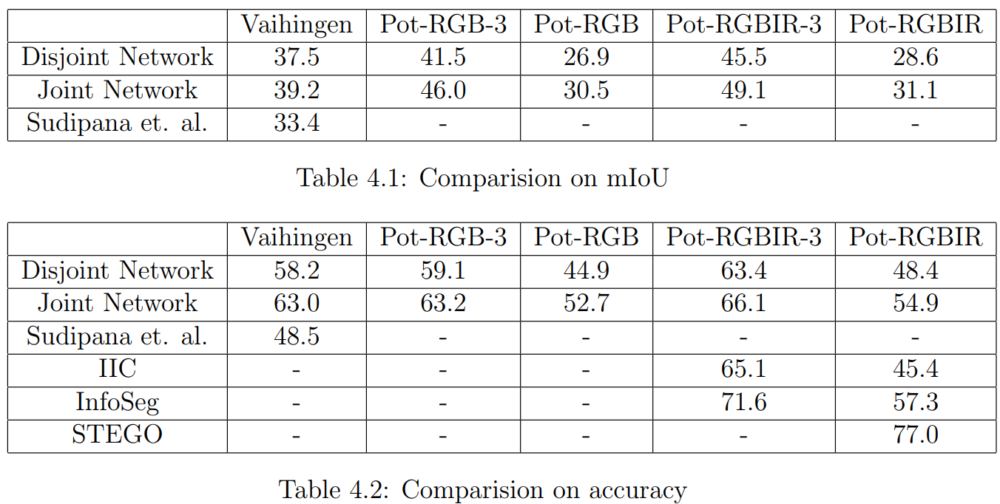 Vaihingen Pot-RGB-3 Pot-RGB Pot-RGBIR-3 Pot-RGBIR
Disjoint Network 37.5 41.5 26.9 45.5 28.6
Joint Network 39.2 46.0 30.5 49.1 31.1
Sudipana et. al. 33.4 - - - -
Table 4.1: Comparision on mIoU
Vaihingen Pot-RGB-3 Pot-RGB Pot-RGBIR-3 Pot-RGBIR
Disjoint Network 58.2 59.1 44.9 63.4 48.4
Joint Network 63.0 63.2 52.7 66.1 54.9
Sudipana et. al. 48.5 - - - -
IIC - - - 65.1 45.4
InfoSeg - - - 71.6 57.3
STEGO - - - - 77.0
Table 4.2: Comparision on accuracy